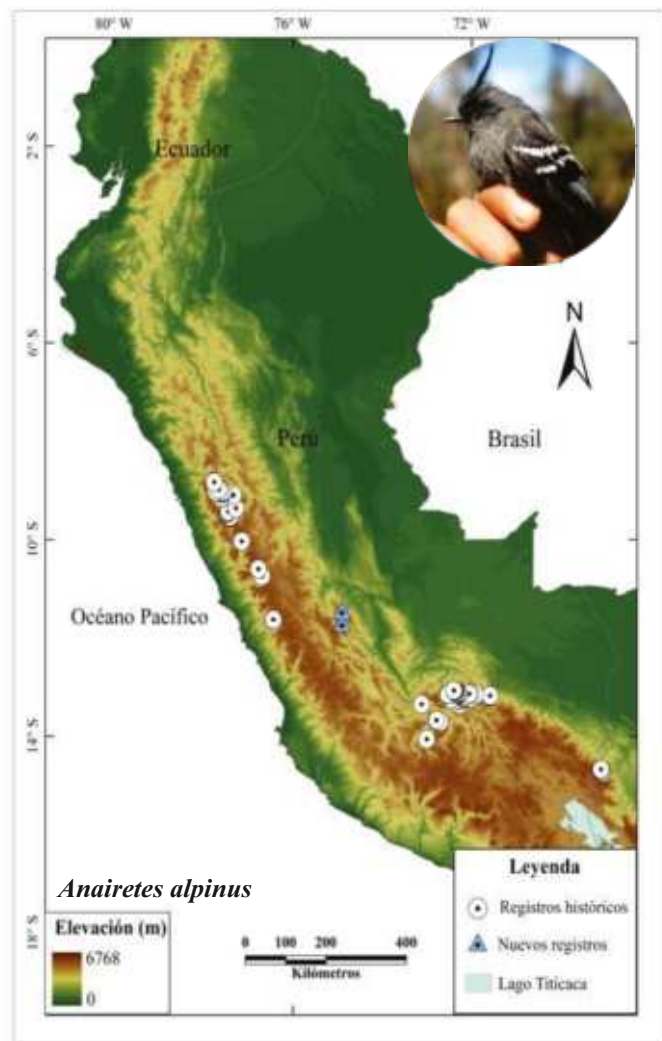 80° W
76° W
72° W
2°S
Ecuador
N
6°S
Perú
Brasil
10°S
Océano Pacífico
14°S
Anairetes alpinus
Leyenda
Registros históricos
Nuevos registros
Lago Titicaca
18°S
Elevación (m)
6768
0
0 100 200 400
Kilómetros